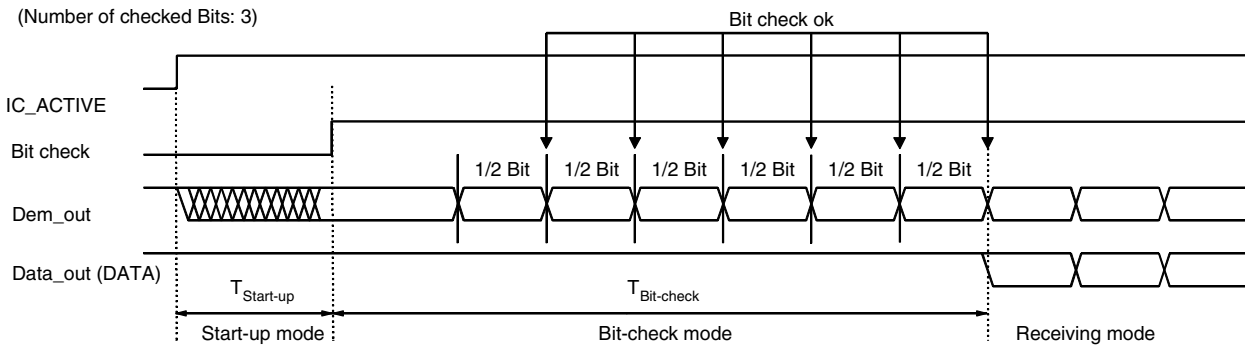 (Number of checked Bits: 3)
Bit check ok
IC_ACTIVE
Bit check
1/2 Bit 1/2 Bit 1/2 Bit 1/2 Bit 1/2 Bit 1/2 Bit
Dem_out
Data_out (DATA)
TStart-up TBit-check
Start-up mode Bit-check mode Receiving mode